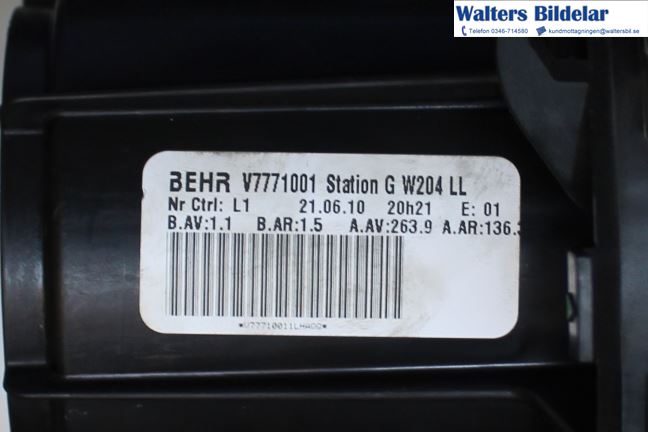 Walters Bildelar
Telefon 0346-714580 kundmottagningen@waltersbil.se
BEHR V7771001 Station G W204 LL
Nr Ctrl: L1 21.06.10 20h21 E: 01
B.AV:1.1 B.AR:1.5 A.AV:263.9 A.AR:136.3